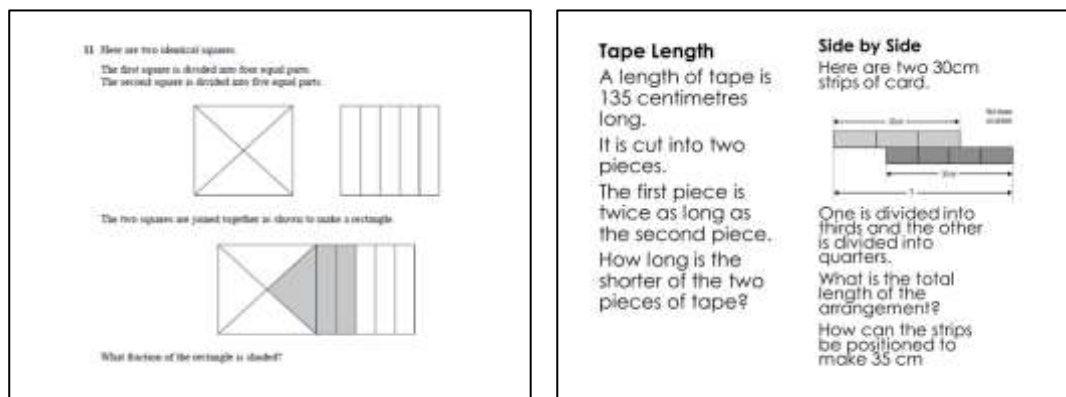 11 Here are two identical squares.
The first square is divided into four equal parts.
The second square is divided into five equal parts.
The two squares are joined together as shown to make a rectangle.
What fraction of the rectangle is shaded?
Tape Length
A length of tape is
135 centimetres
long.
It is cut into two
pieces.
The first piece is
twice as long as
the second piece.
How long is the
shorter of the two
pieces of tape?
Side by Side
Here are two 30cm
strips of card.
30cm
30cm
?
One is divided into
thirds and the other
is divided into
quarters.
What is the total
length of the
arrangement?
How can the strips
be positioned to
make 35 cm